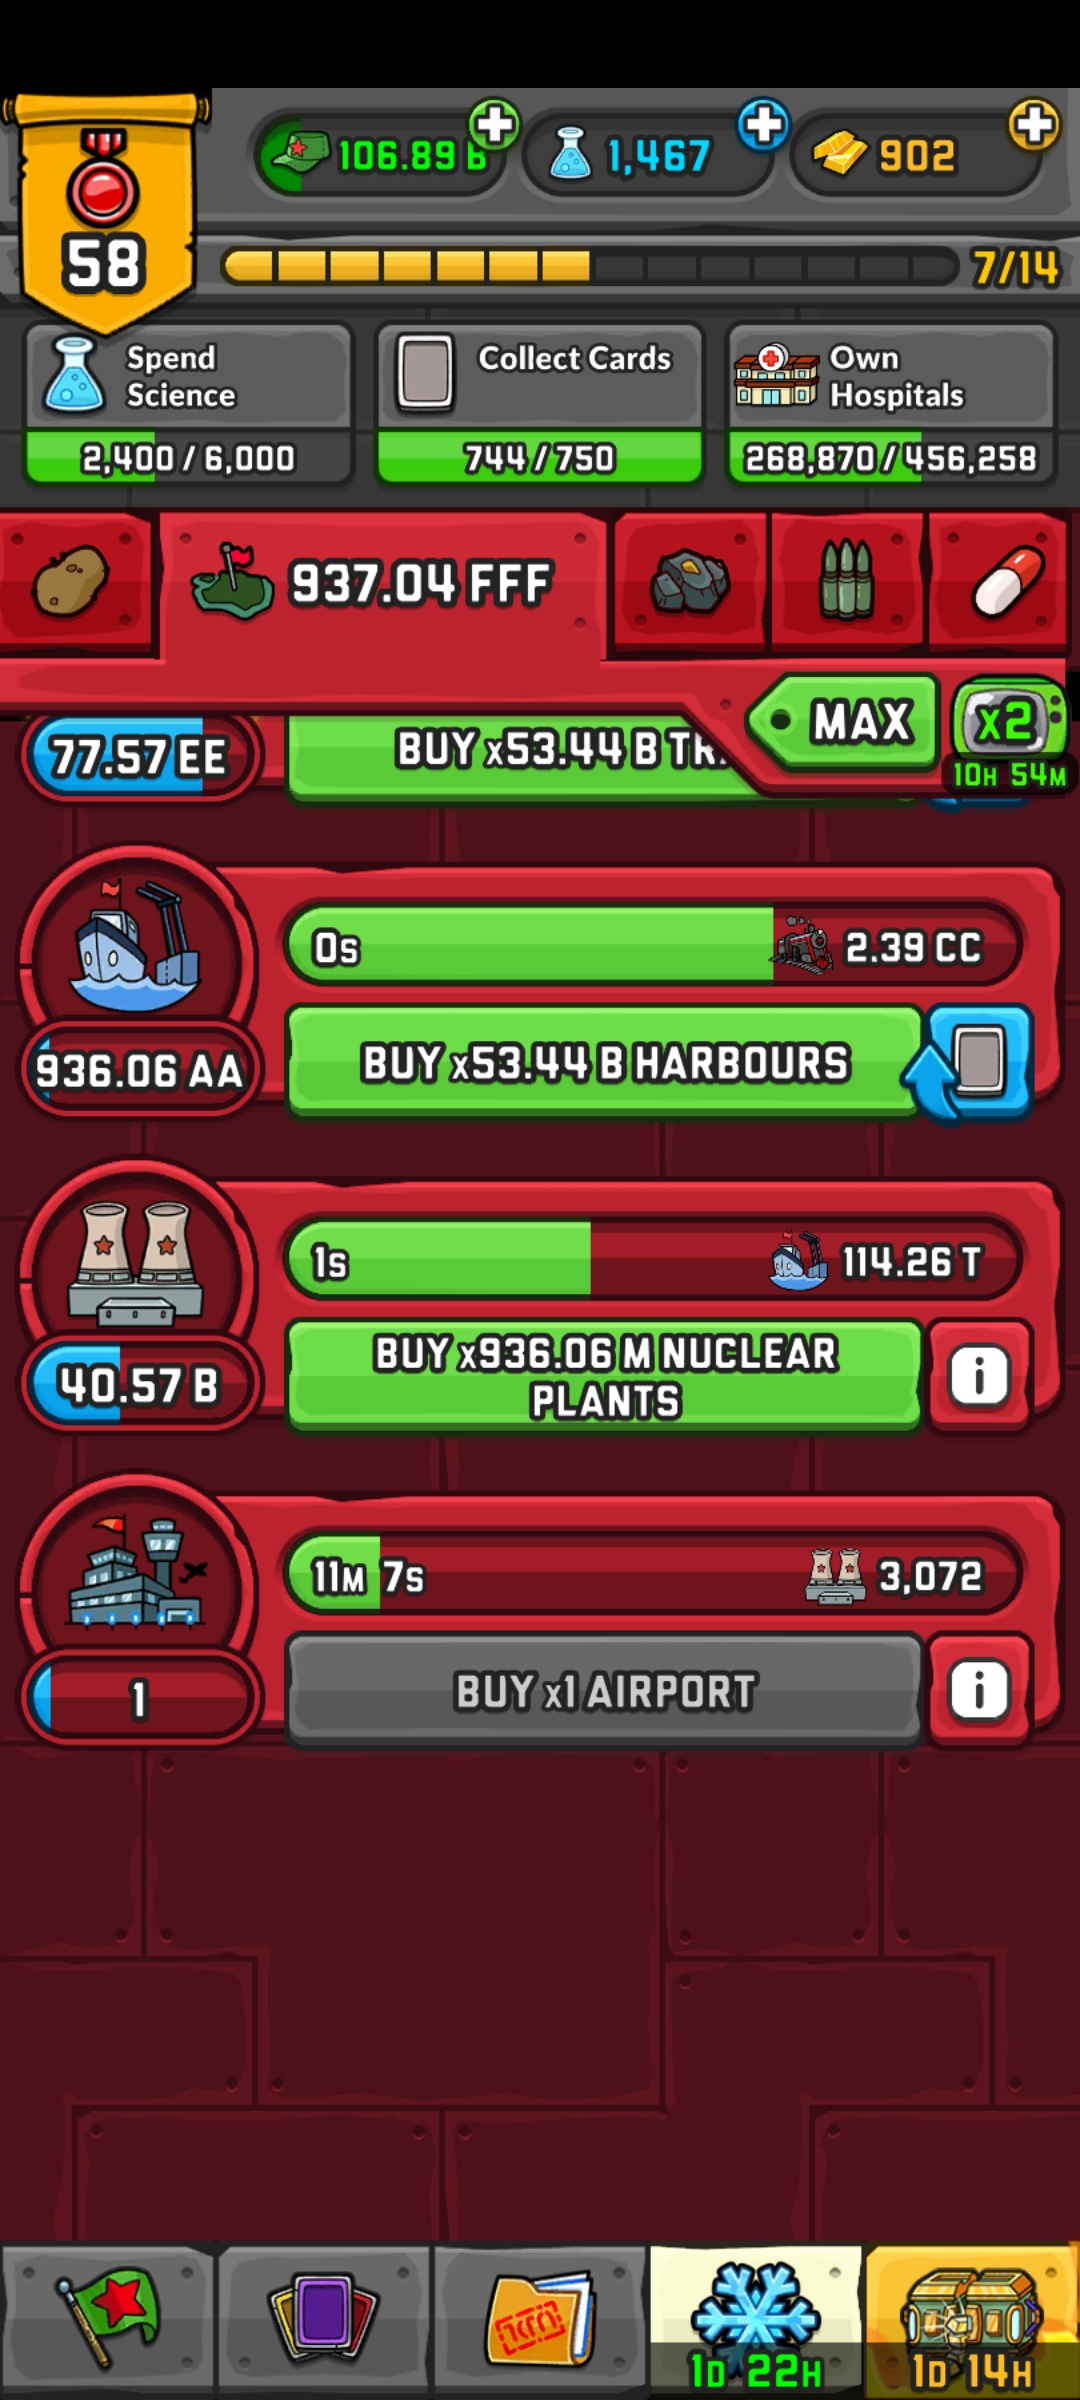 58
106.89 B
1,467
902
7/14
Spend
Science
2,400 / 6,000
Collect Cards
744 / 750
Own
Hospitals
268,870 / 456,258
937.04 FFF
MAX
x2
10H 54M
77.57 EE
BUY x53.44 B
0s
2.39 CC
936.06 AA
BUY x53.44 B HARBOURS
1s
114.26 T
40.57 B
BUY x936.06 M NUCLEAR
PLANTS
i
11M 7s
3,072
1
BUY x1 AIRPORT
i
1D 22H
1D 14H